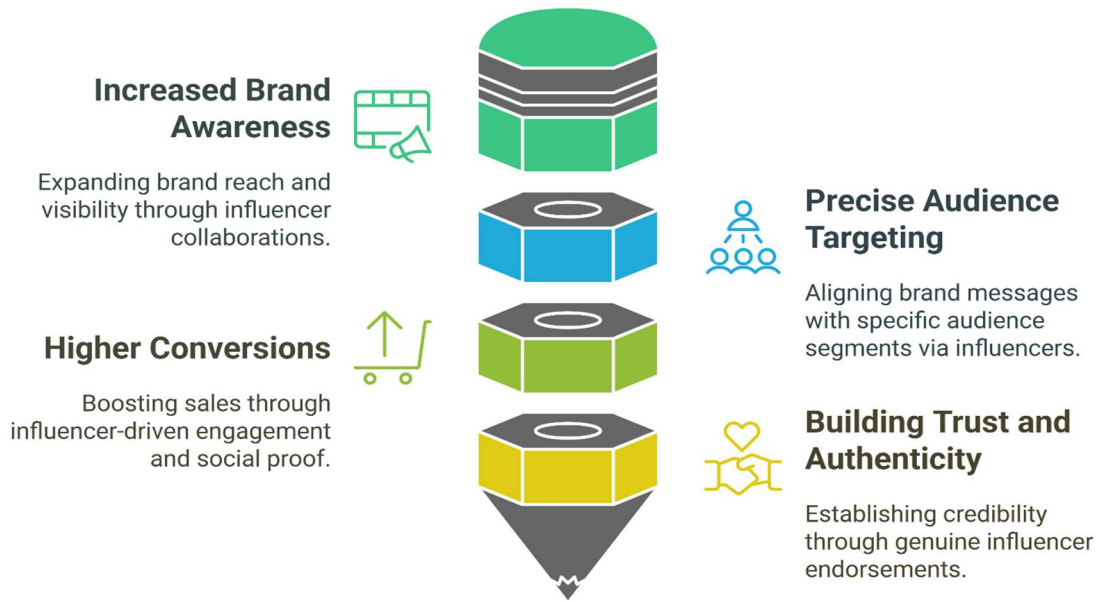 Increased Brand
Awareness
Expanding brand reach and
visibility through influencer
collaborations.
Precise Audience
Targeting
Aligning brand messages
with specific audience
segments via influencers.
Higher Conversions
Boosting sales through
influencer-driven engagement
and social proof.
Building Trust and
Authenticity
Establishing credibility
through genuine influencer
endorsements.